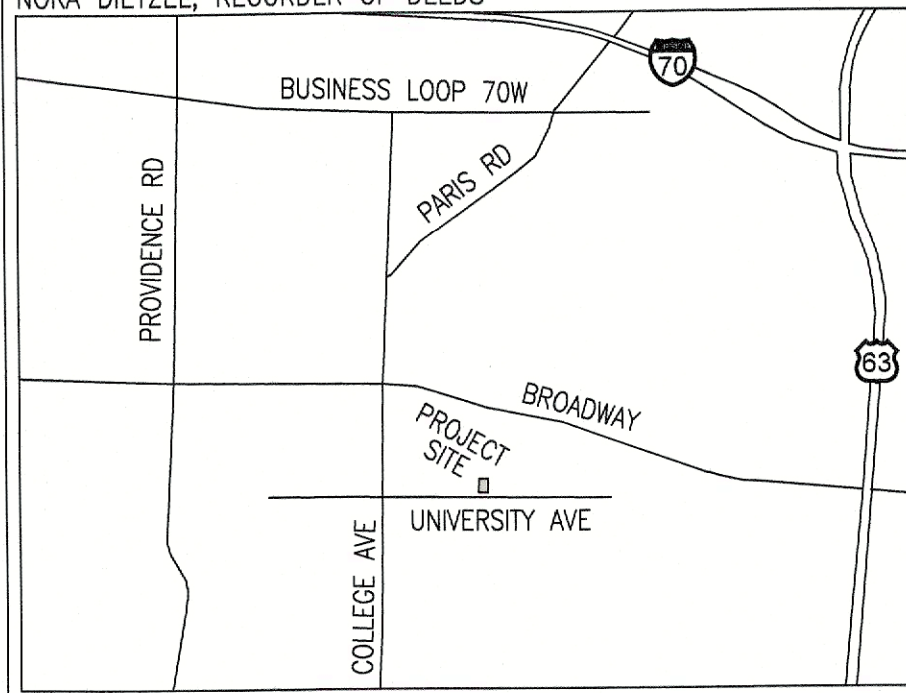 NORA DIETZEL, RECORDER OF DEEDS
70
BUSINESS LOOP 70W
PARIS RD
PROVIDENCE RD
63
BROADWAY
PROJECT
SITE
UNIVERSITY AVE
COLLEGE AVE